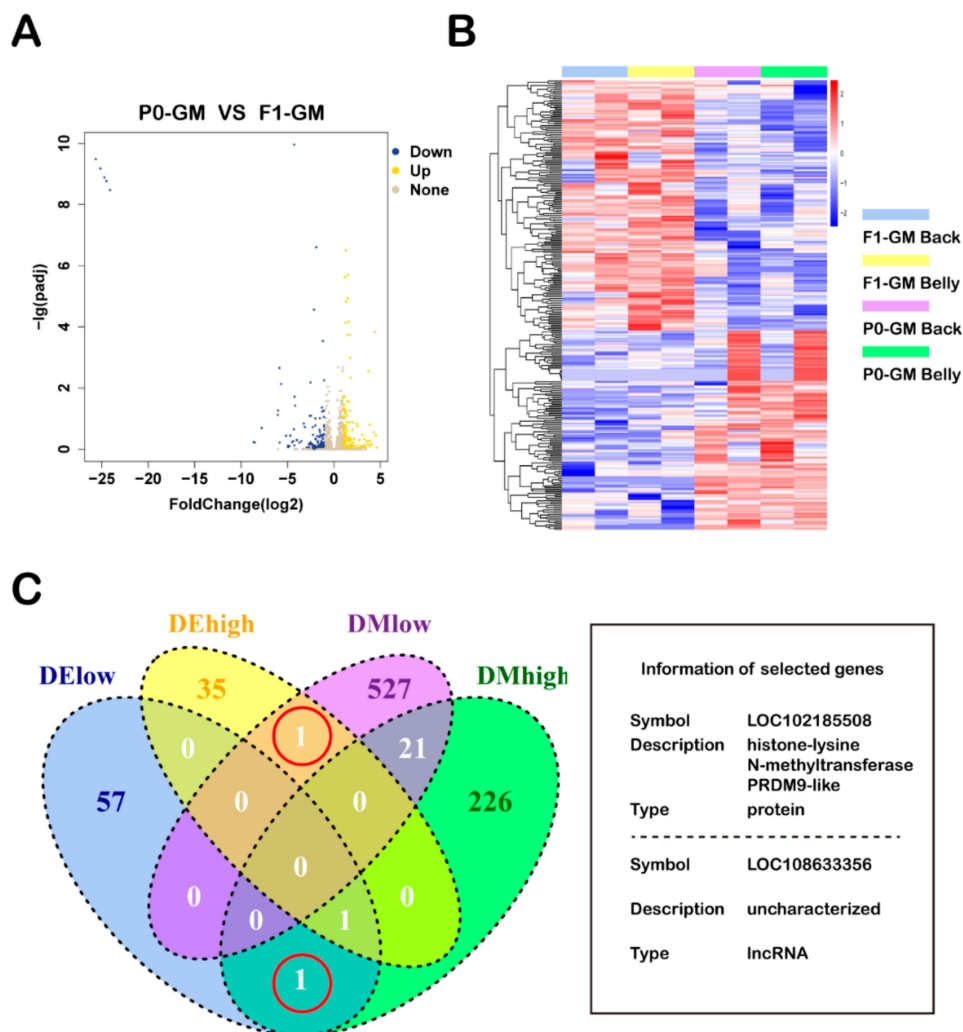 A
P0-GM VS F1-GM
Down
Up
None
-lg(padj)
10
8
6
4
2
0
-25 -20 -15 -10 -5 0 5
FoldChange(log2)
B
2
1
0
-1
-2
F1-GM Back
F1-GM Belly
P0-GM Back
P0-GM Belly
C
DElow
DEhigh
DMlow
DMhigh
35
527
1
0
21
57
0
0
226
0
0
0
0
1
1
Information of selected genes
Symbol LOC102185508
Description histone-lysine
N-methyltransferase
PRDM9-like
Type protein
Symbol LOC108633356
Description uncharacterized
Type lncRNA